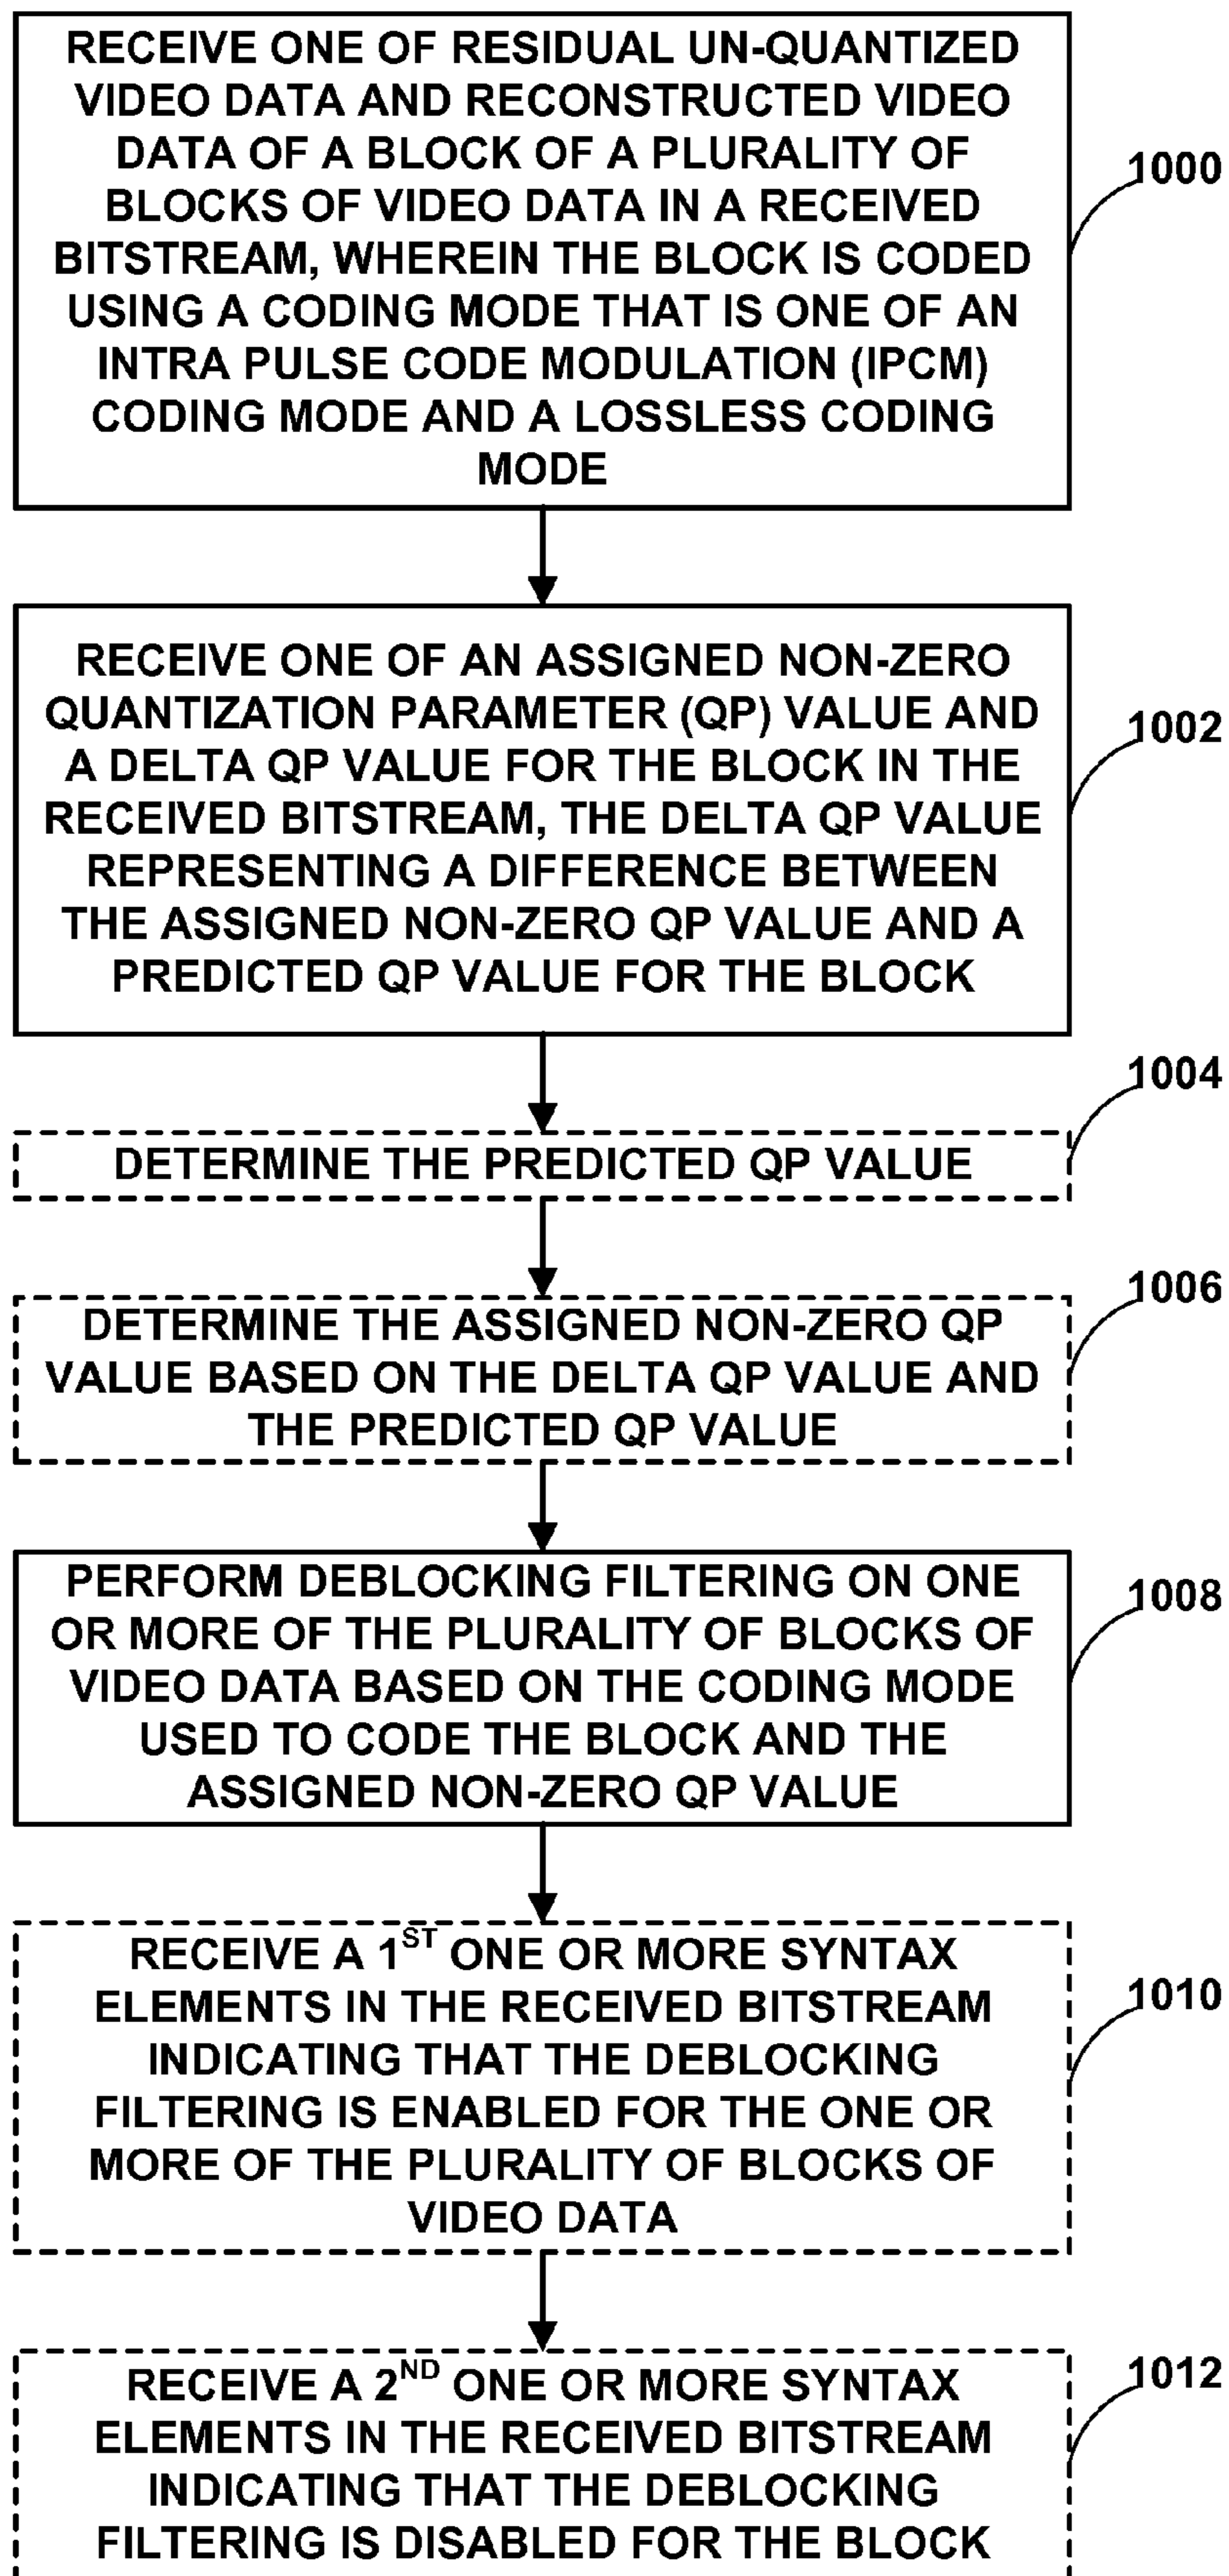 RECEIVE ONE OF RESIDUAL UN-QUANTIZED
VIDEO DATA AND RECONSTRUCTED VIDEO
DATA OF A BLOCK OF A PLURALITY OF
BLOCKS OF VIDEO DATA IN A RECEIVED
BITSTREAM, WHEREIN THE BLOCK IS CODED
USING A CODING MODE THAT IS ONE OF AN
INTRA PULSE CODE MODULATION (IPCM)
CODING MODE AND A LOSSLESS CODING
MODE
1000
RECEIVE ONE OF AN ASSIGNED NON-ZERO
QUANTIZATION PARAMETER (QP) VALUE AND
A DELTA QP VALUE FOR THE BLOCK IN THE
RECEIVED BITSTREAM, THE DELTA QP VALUE
REPRESENTING A DIFFERENCE BETWEEN
THE ASSIGNED NON-ZERO QP VALUE AND A
PREDICTED QP VALUE FOR THE BLOCK
1002
DETERMINE THE PREDICTED QP VALUE
1004
DETERMINE THE ASSIGNED NON-ZERO QP
VALUE BASED ON THE DELTA QP VALUE AND
THE PREDICTED QP VALUE
1006
PERFORM DEBLOCKING FILTERING ON ONE
OR MORE OF THE PLURALITY OF BLOCKS OF
VIDEO DATA BASED ON THE CODING MODE
USED TO CODE THE BLOCK AND THE
ASSIGNED NON-ZERO QP VALUE
1008
RECEIVE A 1ST ONE OR MORE SYNTAX
ELEMENTS IN THE RECEIVED BITSTREAM
INDICATING THAT THE DEBLOCKING
FILTERING IS ENABLED FOR THE ONE OR
MORE OF THE PLURALITY OF BLOCKS OF
VIDEO DATA
1010
RECEIVE A 2ND ONE OR MORE SYNTAX
ELEMENTS IN THE RECEIVED BITSTREAM
INDICATING THAT THE DEBLOCKING
FILTERING IS DISABLED FOR THE BLOCK
1012